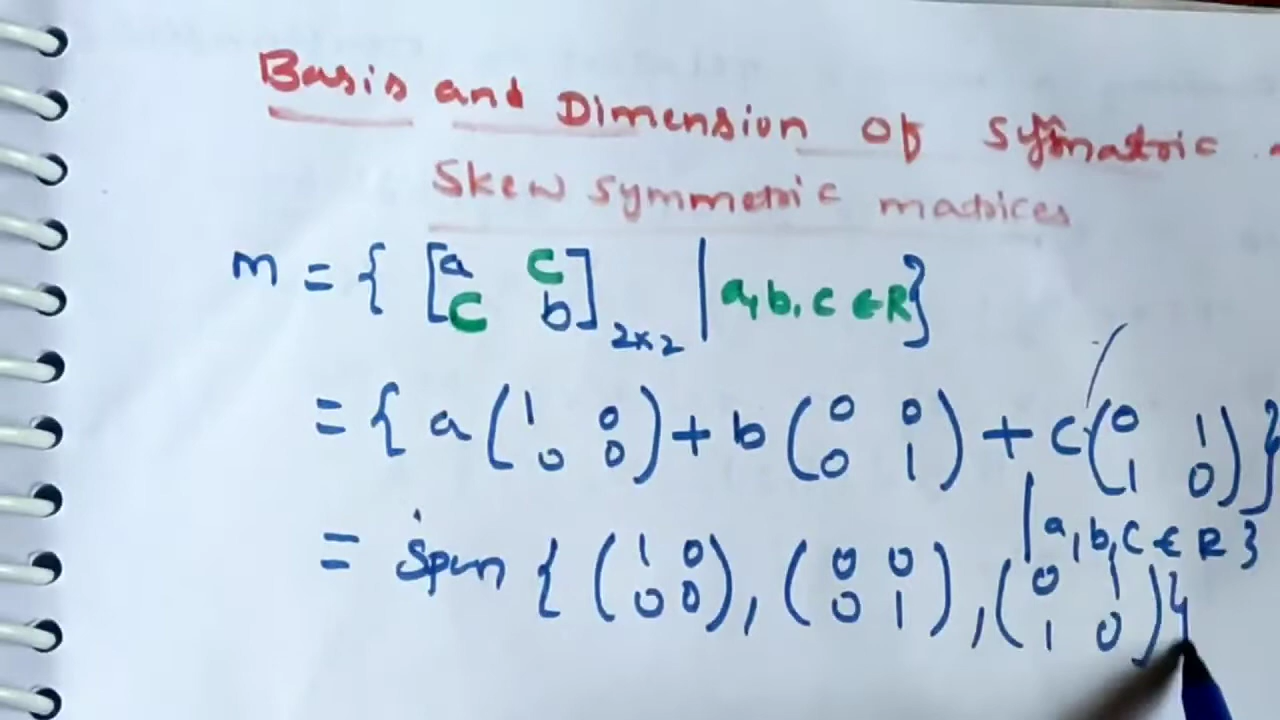 Basis and Dimension of Symmatric
Skew symmetric matrices
m = { [a c c b]2×2 | a, b, c ∈ R}
= { a (1 0 0 0) + b (0 0 0 1) + c (0 1 1 0) }
| a, b, c ∈ R }
= Span { (1 0 0 0), (0 0 0 1), (0 1 1 0) }